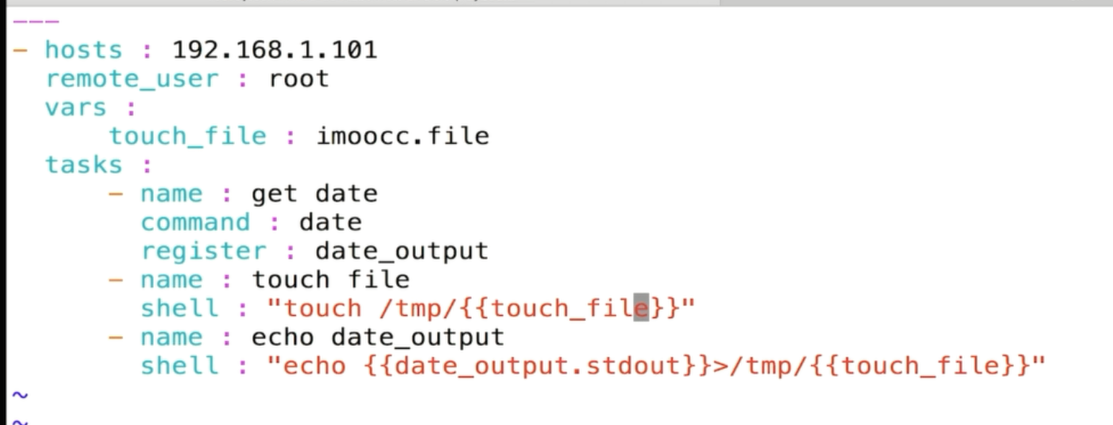 ---
- hosts : 192.168.1.101
  remote_user : root
  vars :
      touch_file : imoocc.file
  tasks :
      - name : get date
        command : date
        register : date_output
      - name : touch file
        shell : "touch /tmp/{{touch_file}}"
      - name : echo date_output
        shell : "echo {{date_output.stdout}}>/tmp/{{touch_file}}"
~
~